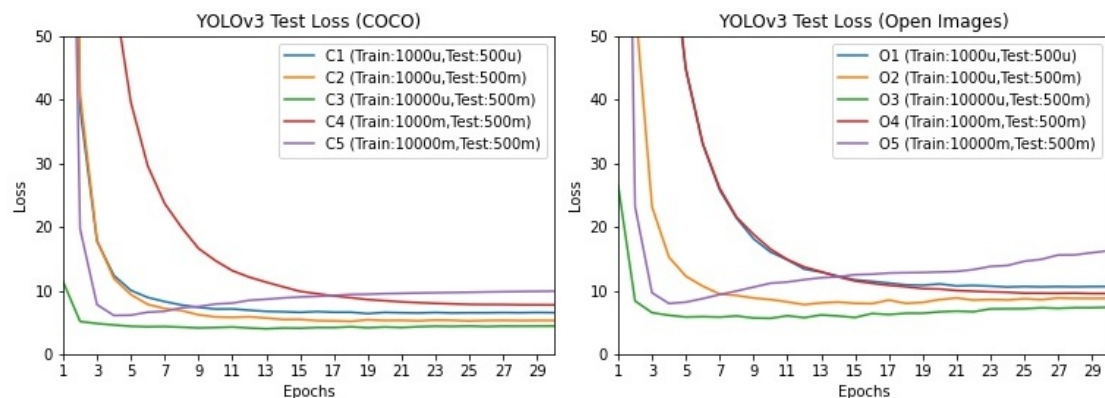 YOLOv3 Test Loss (COCO)
50
40
30
20
10
0
Loss
C1 (Train:1000u,Test:500u)
C2 (Train:1000u,Test:500m)
C3 (Train:10000u,Test:500m)
C4 (Train:1000m,Test:500m)
C5 (Train:10000m,Test:500m)
1 3 5 7 9 11 13 15 17 19 21 23 25 27 29
Epochs
YOLOv3 Test Loss (Open Images)
50
40
30
20
10
0
Loss
O1 (Train:1000u,Test:500u)
O2 (Train:1000u,Test:500m)
O3 (Train:10000u,Test:500m)
O4 (Train:1000m,Test:500m)
O5 (Train:10000m,Test:500m)
1 3 5 7 9 11 13 15 17 19 21 23 25 27 29
Epochs